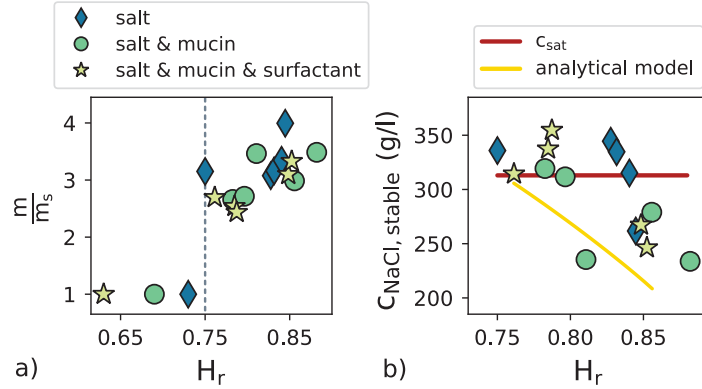 salt
salt & mucin
salt & mucin & surfactant
c_sat
analytical model
4
3
2
1
m
m_s
0.65
0.75
0.85
a)
H_r
350
300
250
200
c_NaCl, stable (g/l)
0.75
0.80
0.85
b)
H_r